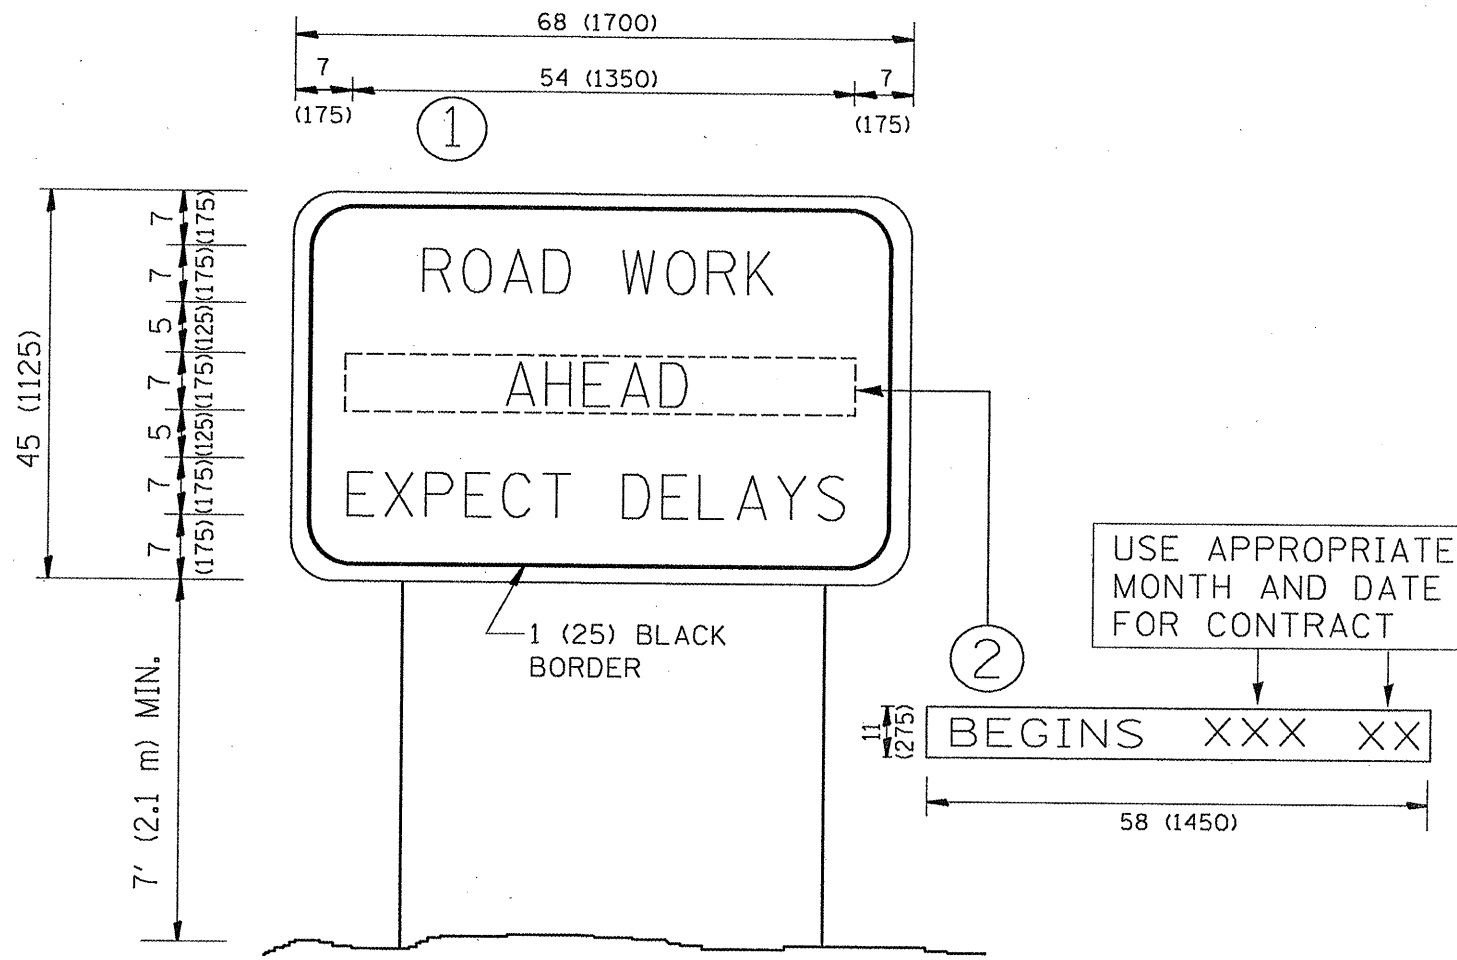 68 (1700)
7 54 (1350) 7
(175) (175)
1
45 (1125)
7 (175)
7 (175)
5 (125)
7 (175)
5 (125)
7 (175)
7 (175)
ROAD WORK
AHEAD
EXPECT DELAYS
1 (25) BLACK
BORDER
7' (2.1 m) MIN.
USE APPROPRIATE
MONTH AND DATE
FOR CONTRACT
2
11
(275)
BEGINS XXX XX
58 (1450)